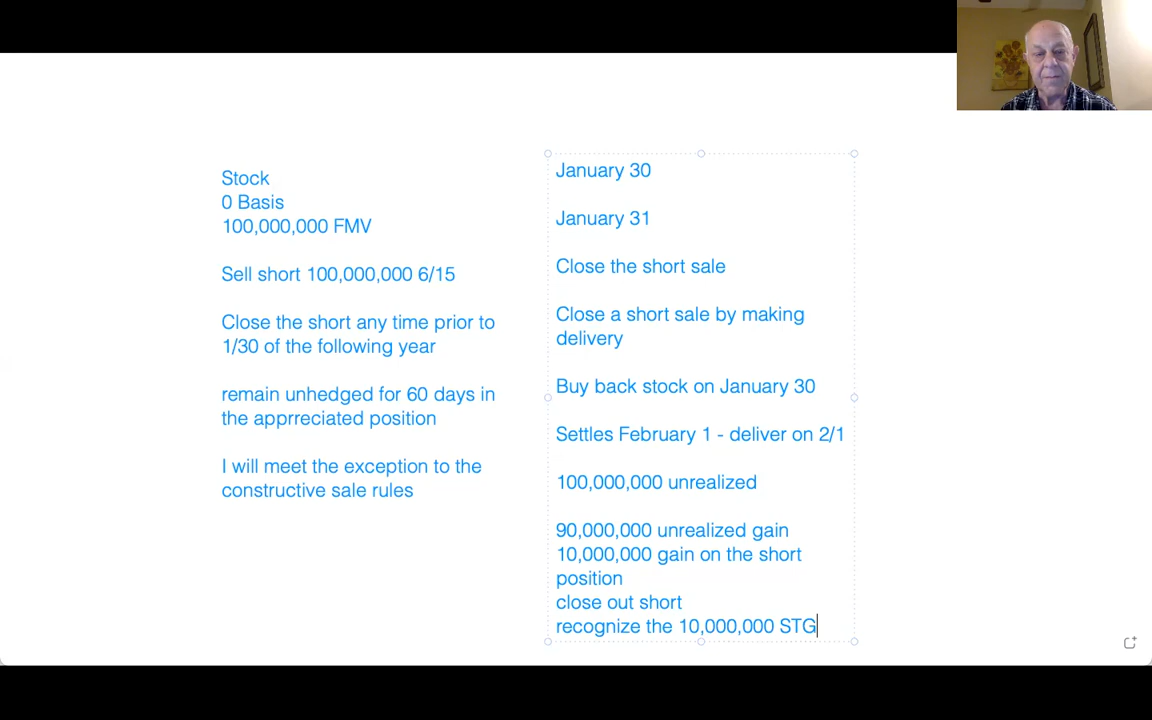 Stock
0 Basis
100,000,000 FMV
Sell short 100,000,000 6/15
Close the short any time prior to
1/30 of the following year
remain unhedged for 60 days in
the apprreciated position
I will meet the exception to the
constructive sale rules
January 30
January 31
Close the short sale
Close a short sale by making
delivery
Buy back stock on January 30
Settles February 1 - deliver on 2/1
100,000,000 unrealized
90,000,000 unrealized gain
10,000,000 gain on the short
position
close out short
recognize the 10,000,000 STG